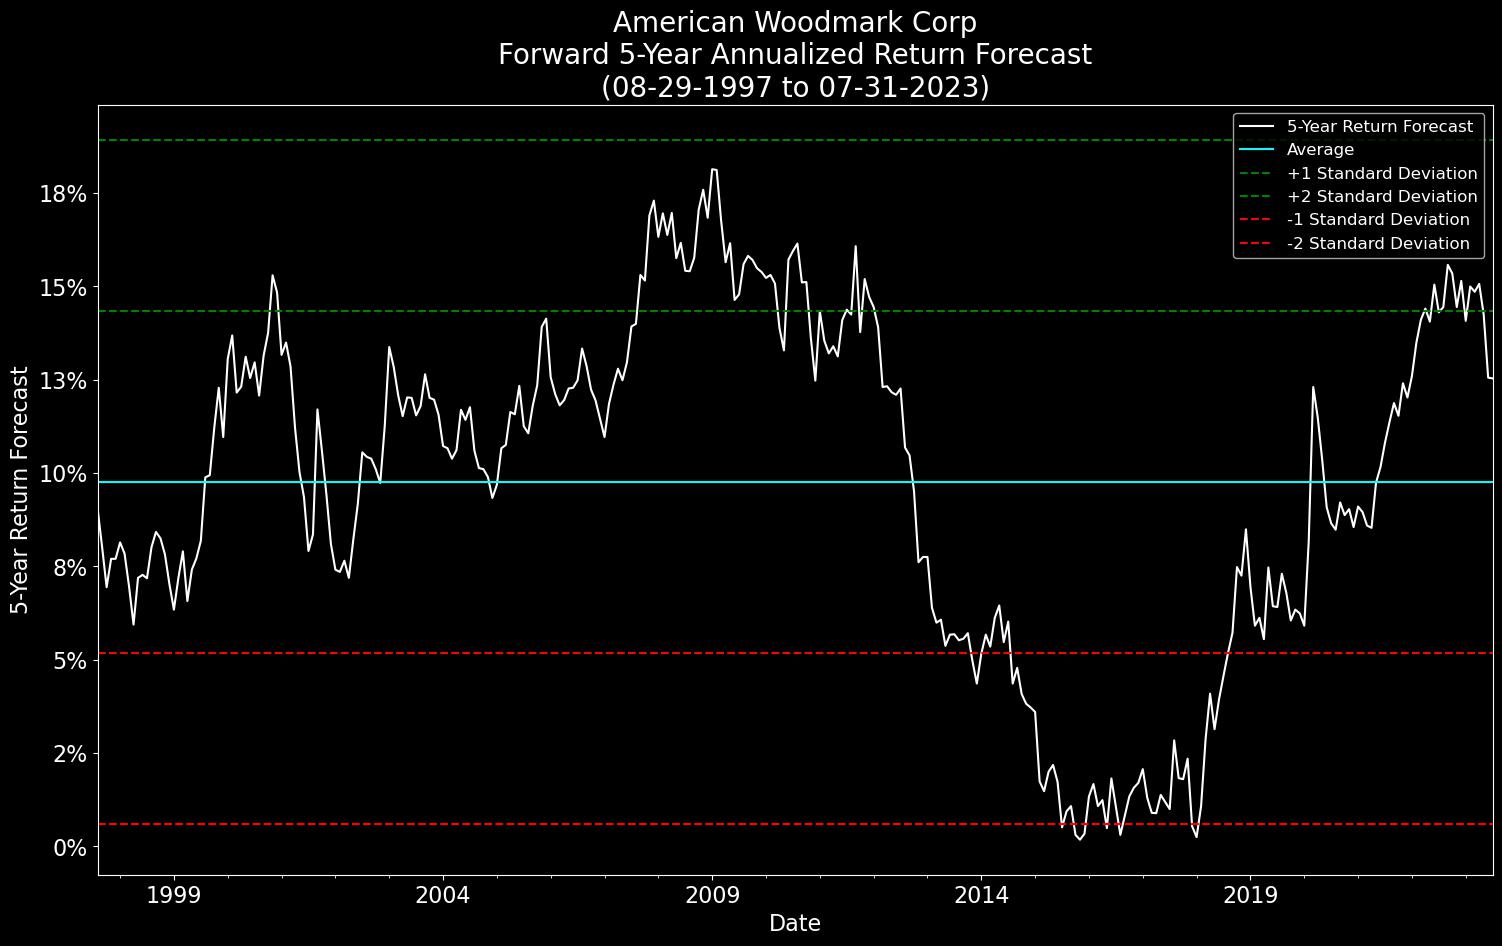 American Woodmark Corp
Forward 5-Year Annualized Return Forecast
(08-29-1997 to 07-31-2023)
5-Year Return Forecast
Average
+1 Standard Deviation
+2 Standard Deviation
-1 Standard Deviation
-2 Standard Deviation
18%
15%
13%
10%
8%
5%
2%
0%
5-Year Return Forecast
1999
2004
2009
2014
2019
Date